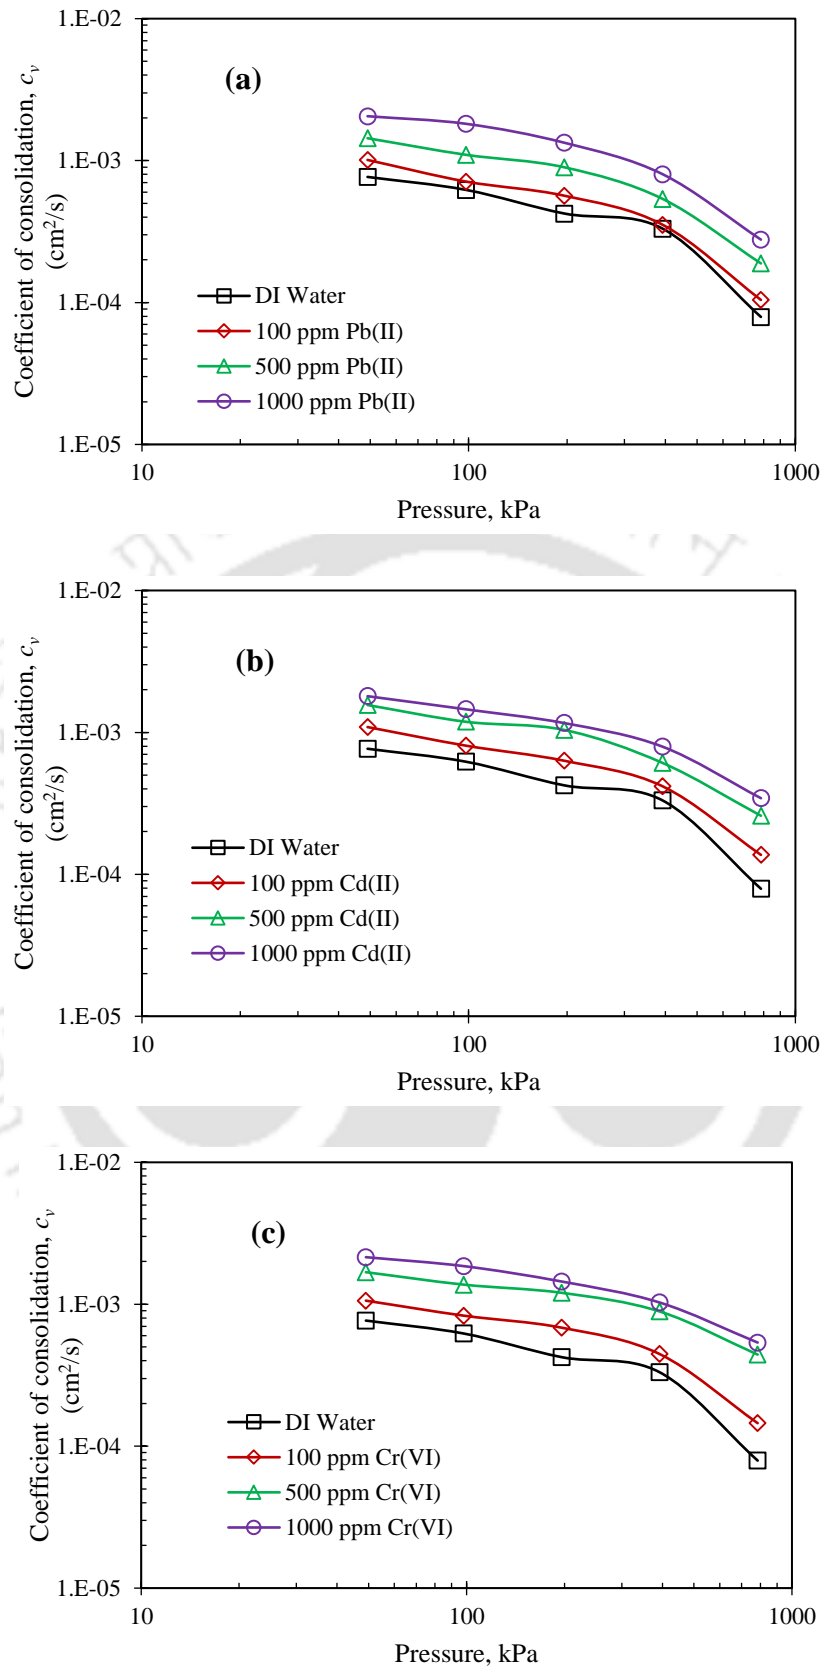 1.E-02
(a)
1.E-03
Coefficient of consolidation, cᵥ
(cm²/s)
DI Water
100 ppm Pb(II)
500 ppm Pb(II)
1000 ppm Pb(II)
1.E-04
1.E-05
10
100
1000
Pressure, kPa
1.E-02
(b)
1.E-03
Coefficient of consolidation, cᵥ
(cm²/s)
DI Water
100 ppm Cd(II)
500 ppm Cd(II)
1000 ppm Cd(II)
1.E-04
1.E-05
10
100
1000
Pressure, kPa
1.E-02
(c)
1.E-03
Coefficient of consolidation, cᵥ
(cm²/s)
DI Water
100 ppm Cr(VI)
500 ppm Cr(VI)
1000 ppm Cr(VI)
1.E-04
1.E-05
10
100
1000
Pressure, kPa